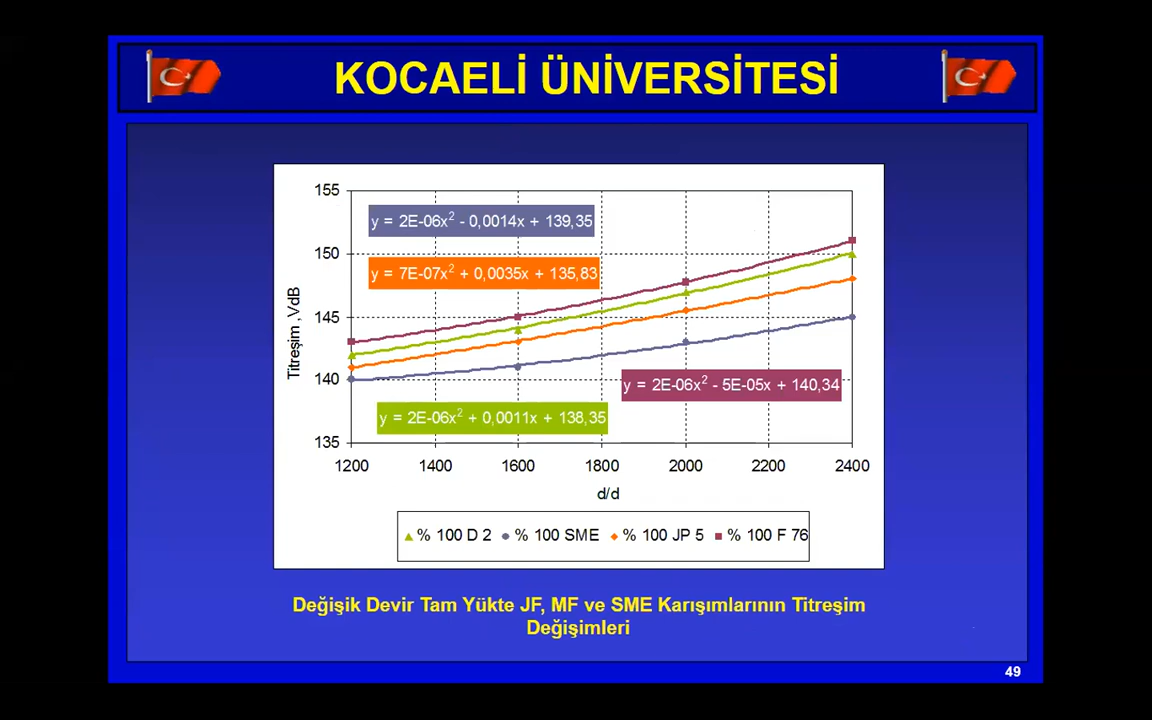 KOCAELİ ÜNİVERSİTESİ
155
y = 2E-06x² - 0,0014x + 139,35
150
y = 7E-07x² + 0,0035x + 135,83
145
Titreşim ,VdB
140
y = 2E-06x² - 5E-05x + 140,34
y = 2E-06x² + 0,0011x + 138,35
135
1200 1400 1600 1800 2000 2200 2400
d/d
% 100 D 2 % 100 SME % 100 JP 5 % 100 F 76
Değişik Devir Tam Yükte JF, MF ve SME Karışımlarının Titreşim
Değişimleri
49